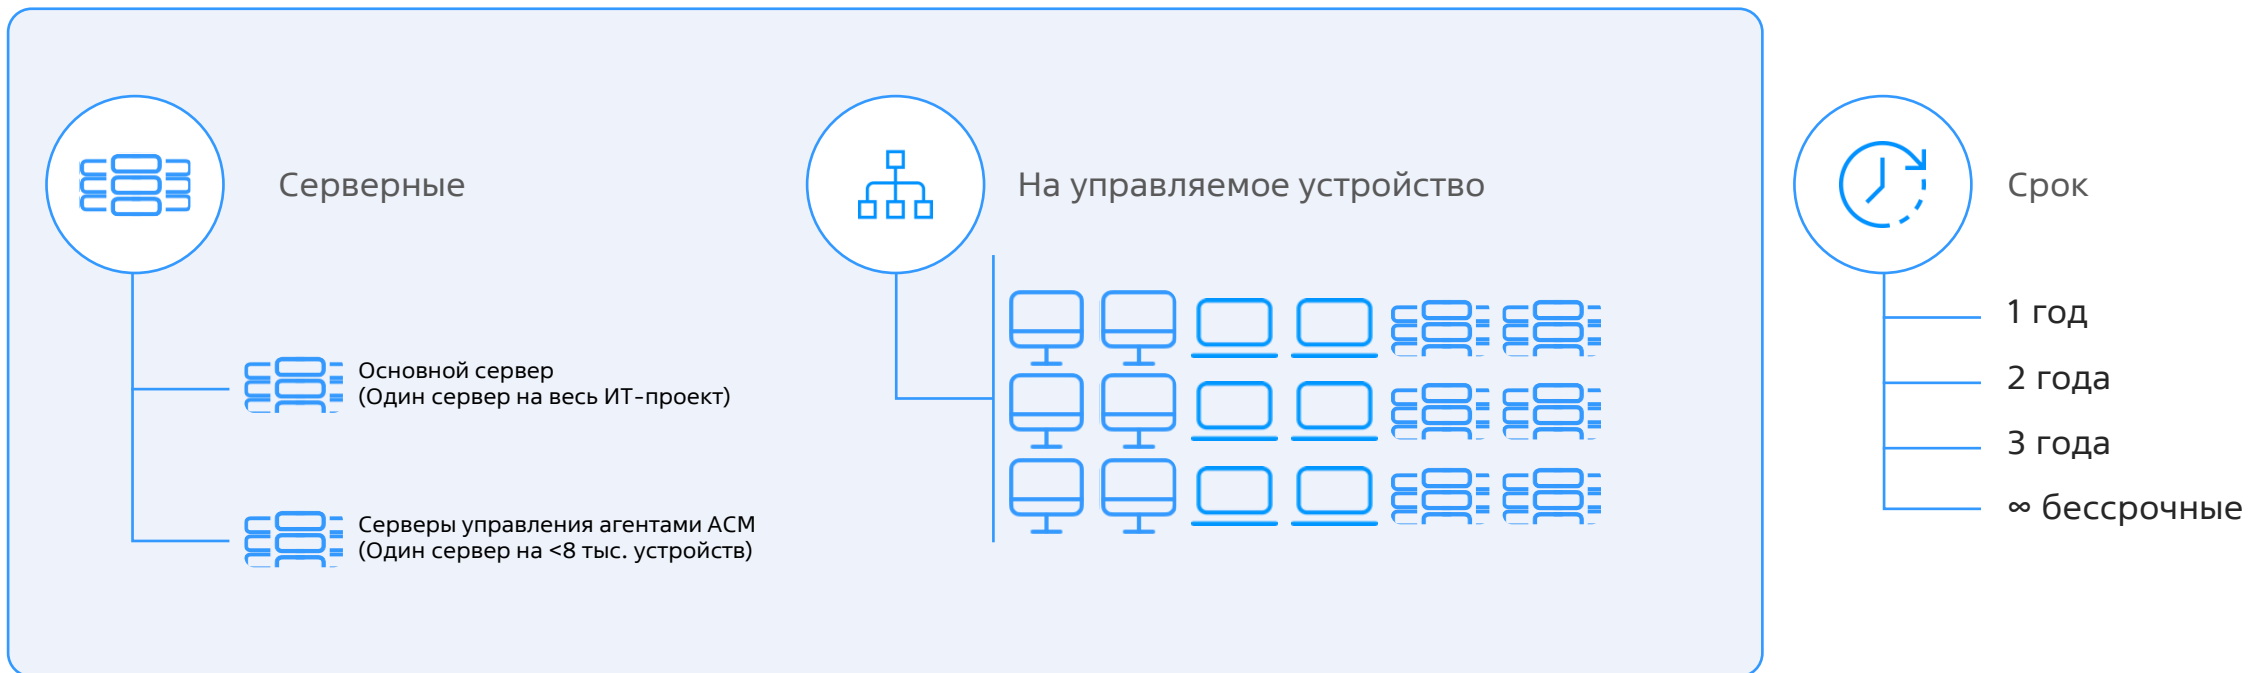 Серверные
Основной сервер
(Один сервер на весь ИТ-проект)
Серверы управления агентами АСМ
(Один сервер на <8 тыс. устройств)
На управляемое устройство
Срок
1 год
2 года
3 года
∞ бессрочные